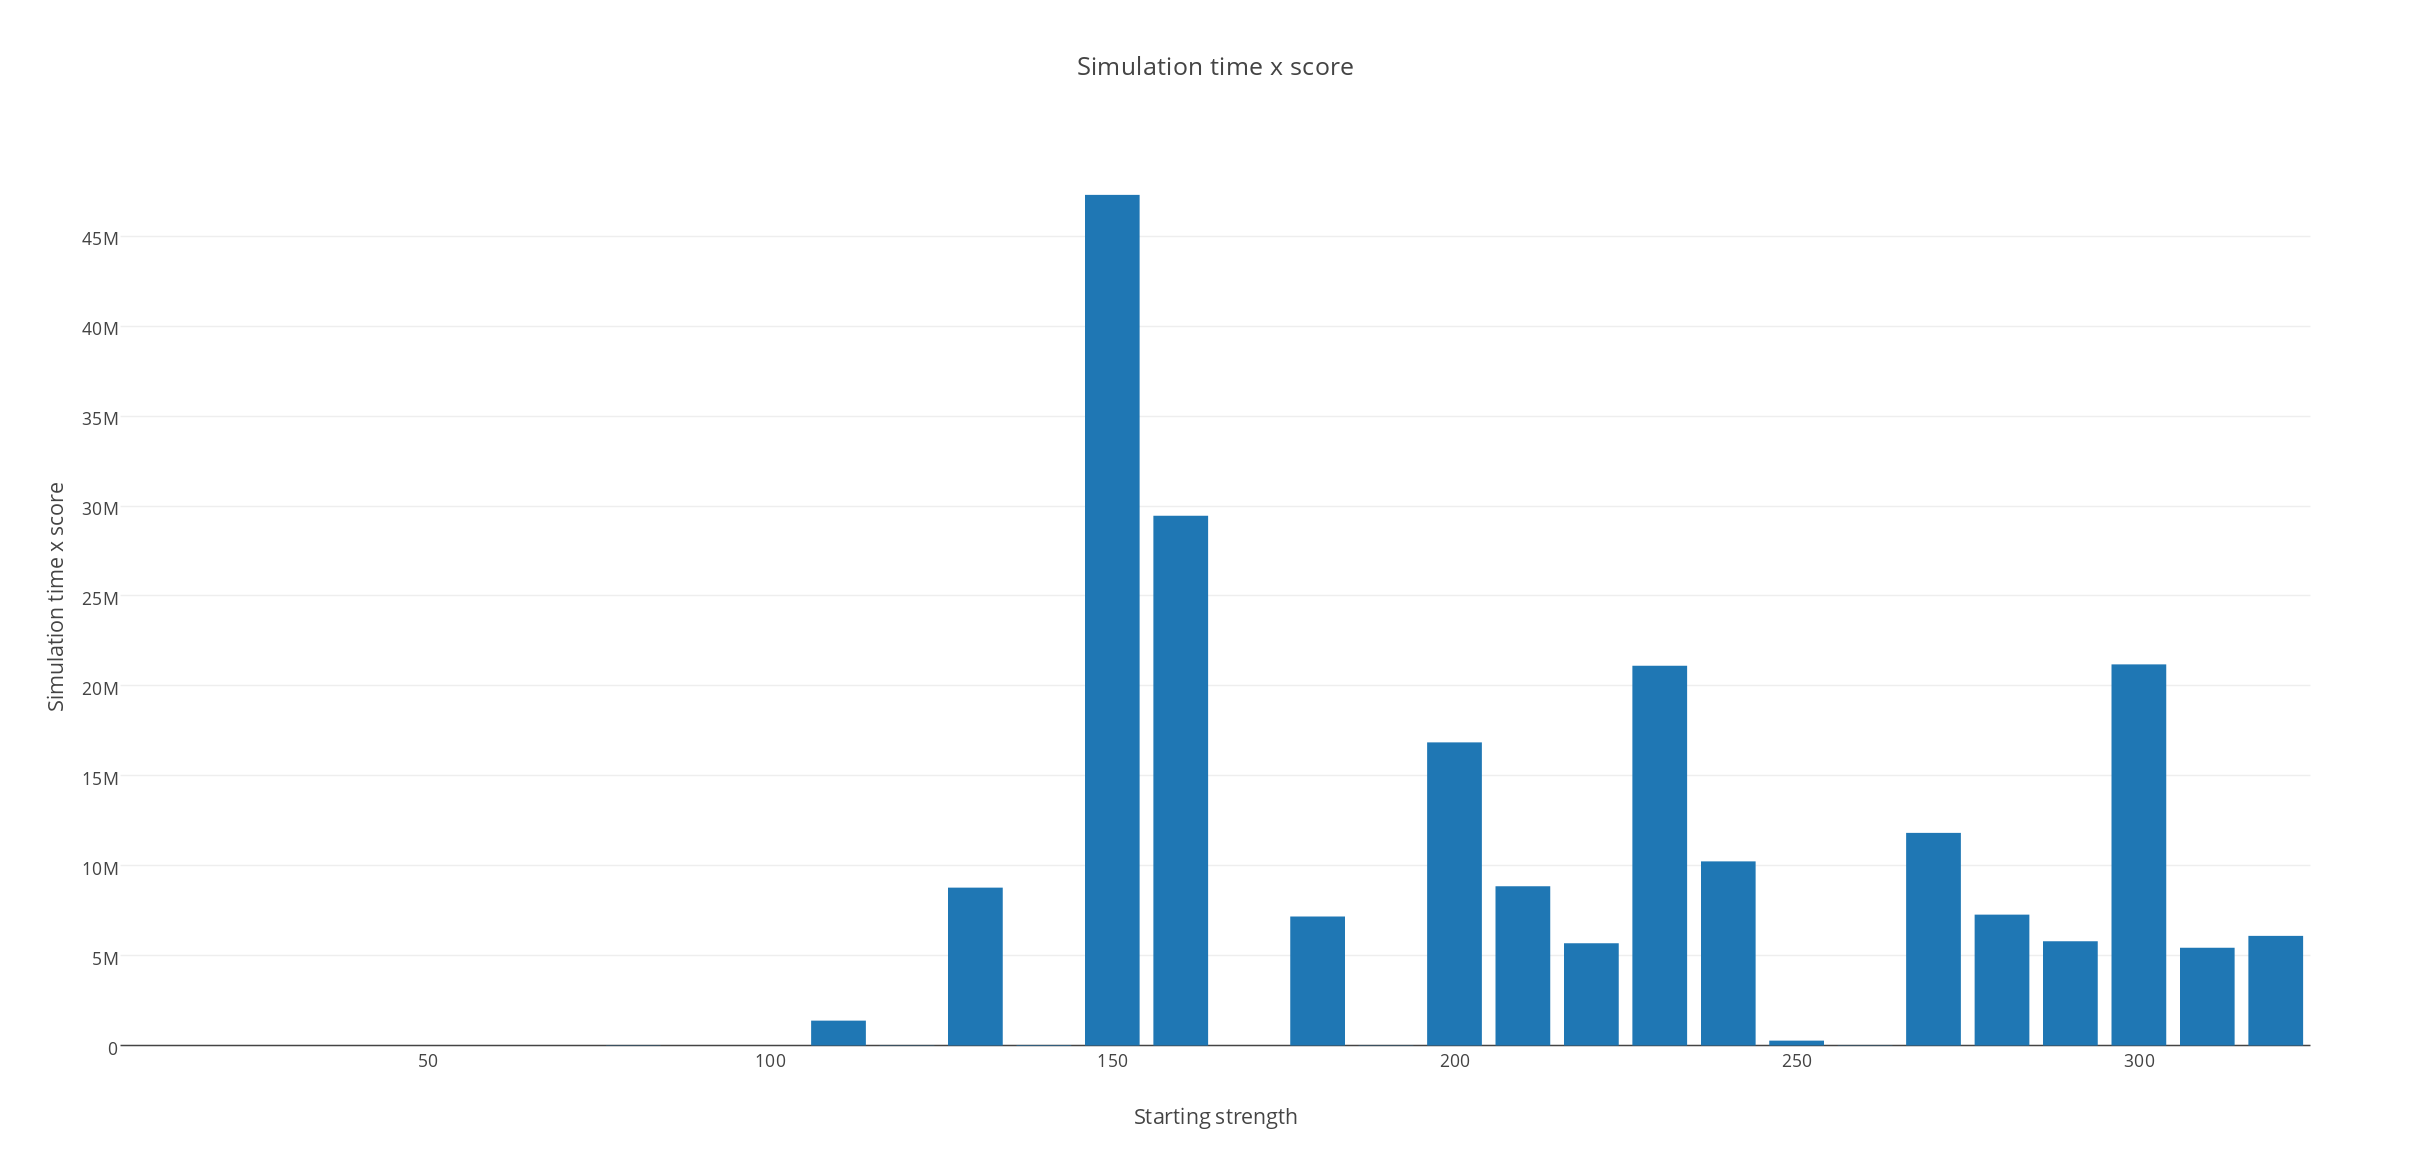 Simulation time x score
45M
40M
35M
30M
25M
20M
15M
10M
5M
0
Simulation time x score
50 100 150 200 250 300
Starting strength